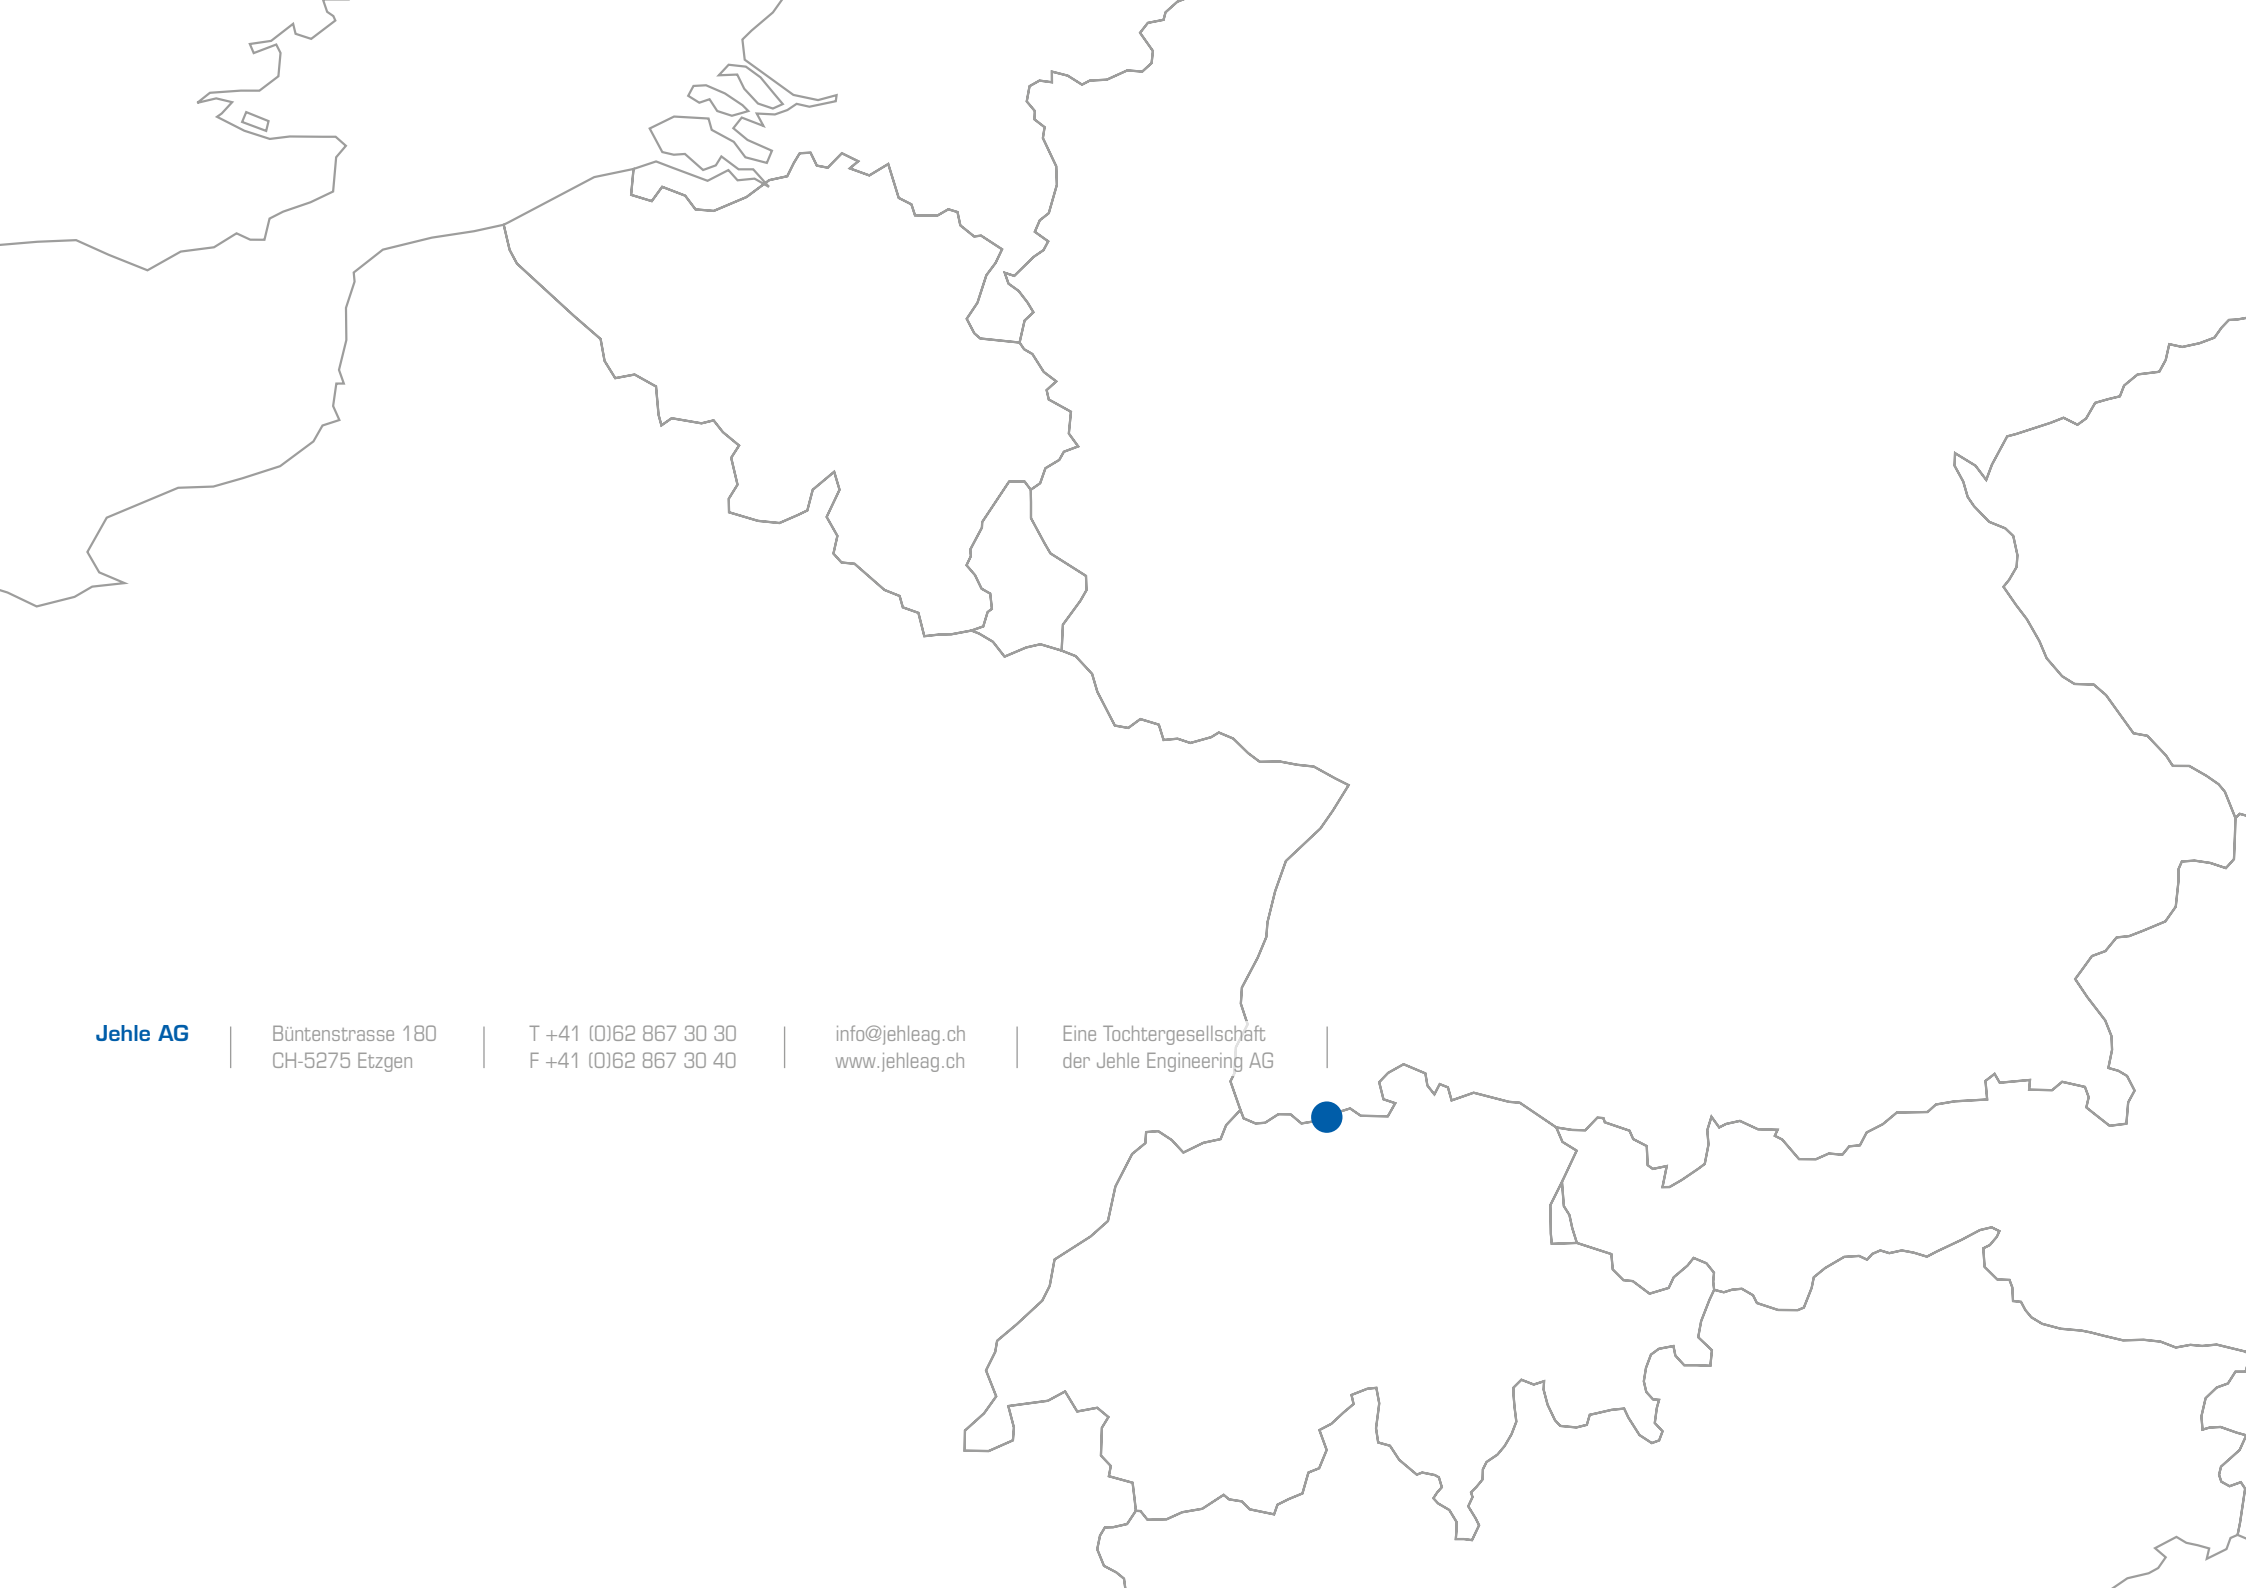 Jehle AG
Büntenstrasse 180
CH-5275 Etzgen
T +41 (0)62 867 30 30
F +41 (0)62 867 30 40
info@jehleag.ch
www.jehleag.ch
Eine Tochtergesellschaft
der Jehle Engineering AG